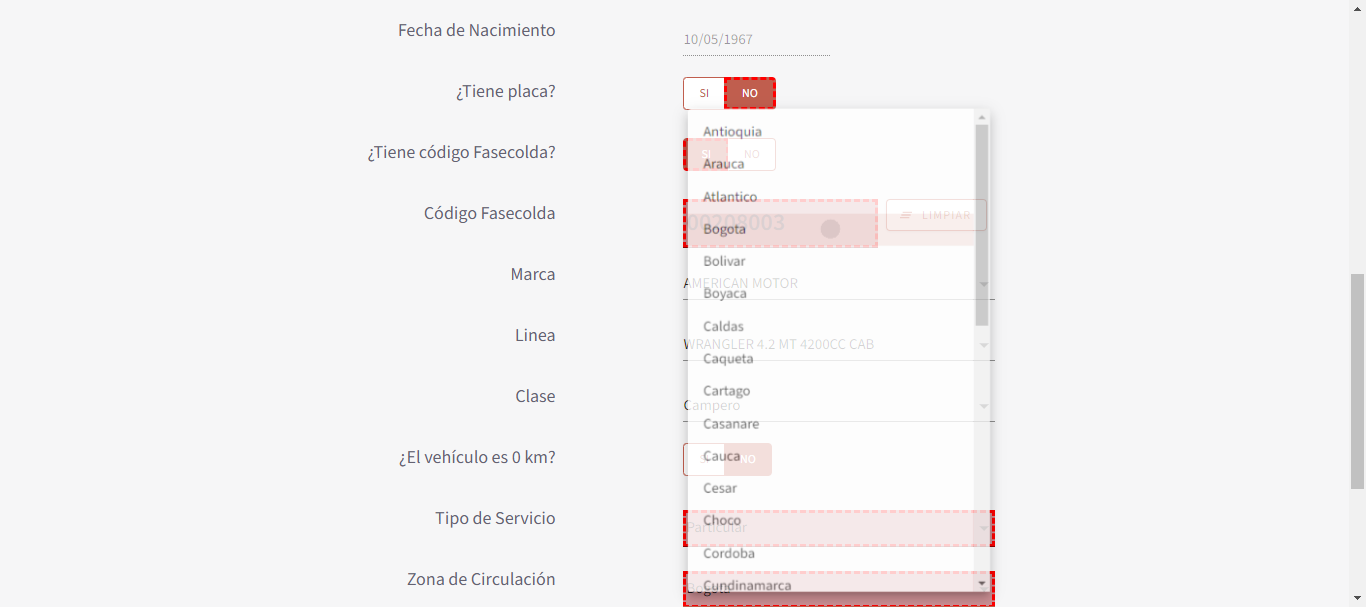 Fecha de Nacimiento
10/05/1967
¿Tiene placa?
SI NO
Antioquia
¿Tiene código Fasecolda?
SI NO
Arauca
Atlantico
Código Fasecolda
00208003
LIMPIAR
Bogota
Bolivar
Marca
AMERICAN MOTOR
Boyaca
Caldas
Linea
WRANGLER 4.2 MT 4200CC CAB
Caqueta
Cartago
Clase
Campero
Casanare
¿El vehículo es 0 km?
NO
Cauca
Cesar
Tipo de Servicio
Particular
Choco
Cordoba
Zona de Circulación
Bogota
Cundinamarca